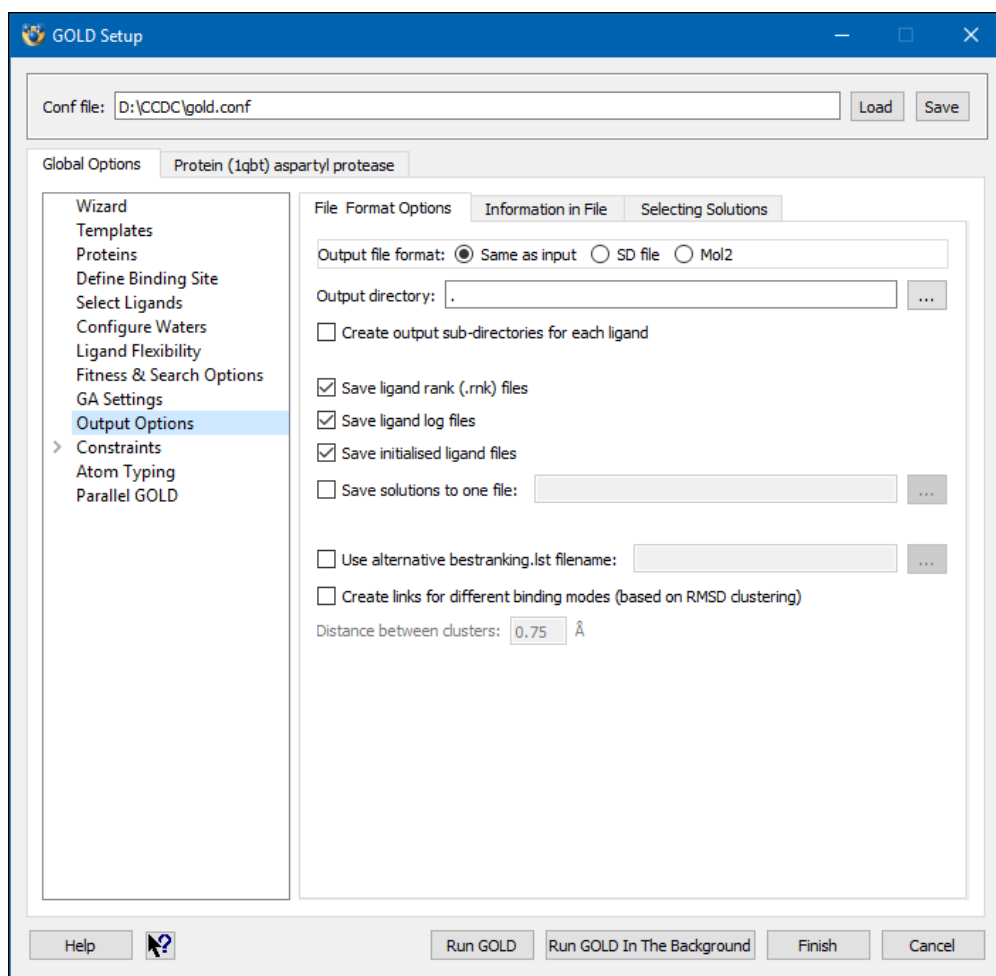 GOLD Setup
Conf file: D:\CCDC\gold.conf Load Save
Global Options Protein (1qbt) aspartyl protease
Wizard
Templates
Proteins
Define Binding Site
Select Ligands
Configure Waters
Ligand Flexibility
Fitness & Search Options
GA Settings
Output Options
Constraints
Atom Typing
Parallel GOLD
File Format Options Information in File Selecting Solutions
Output file format: Same as input SD file Mol2
Output directory: . ...
Create output sub-directories for each ligand
Save ligand rank (.rnk) files
Save ligand log files
Save initialised ligand files
Save solutions to one file: ...
Use alternative bestranking.lst filename: ...
Create links for different binding modes (based on RMSD clustering)
Distance between clusters: 0.75 Å
Help ? Run GOLD Run GOLD In The Background Finish Cancel